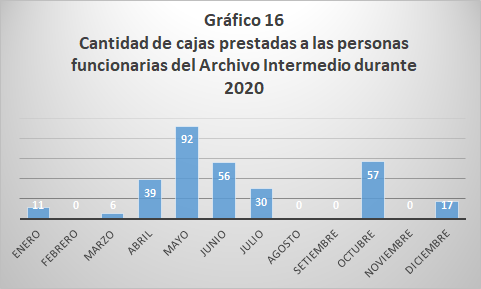 Gráfico 16
Cantidad de cajas prestadas a las personas
funcionarias del Archivo Intermedio durante
2020
11
0
6
39
92
56
30
0
0
57
0
17
ENERO
FEBRERO
MARZO
ABRIL
MAYO
JUNIO
JULIO
AGOSTO
SETIEMBRE
OCTUBRE
NOVIEMBRE
DICIEMBRE